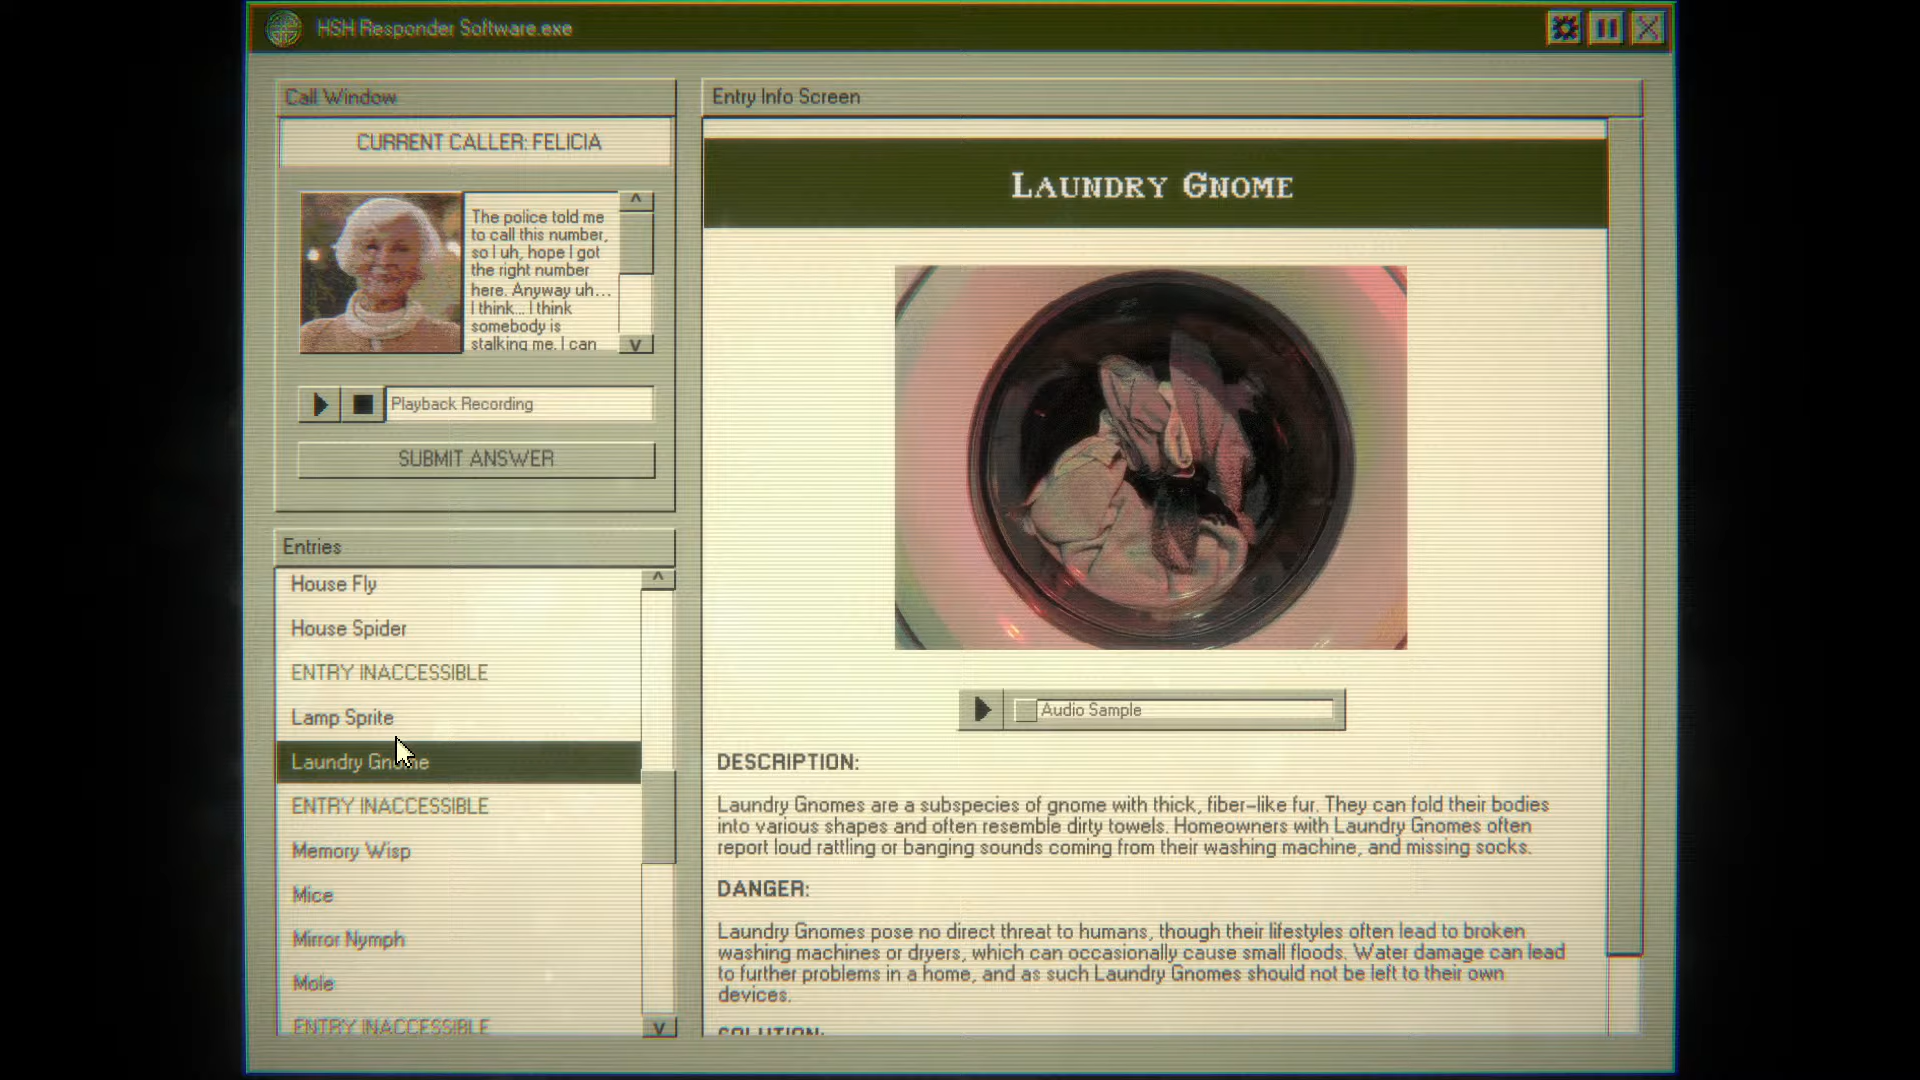 HSH Responder Software.exe
Call Window
CURRENT CALLER: FELICIA
The police told me
to call this number,
so I uh, hope I got
the right number
here. Anyway uh...
I think... I think
somebody is
stalking me. I can
Playback Recording
SUBMIT ANSWER
Entries
House Fly
House Spider
ENTRY INACCESSIBLE
Lamp Sprite
Laundry Gnome
ENTRY INACCESSIBLE
Memory Wisp
Mice
Mirror Nymph
Mole
ENTRY INACCESSIBLE
Entry Info Screen
LAUNDRY GNOME
Audio Sample
DESCRIPTION:
Laundry Gnomes are a subspecies of gnome with thick, fiber-like fur. They can fold their bodies
into various shapes and often resemble dirty towels. Homeowners with Laundry Gnomes often
report loud rattling or banging sounds coming from their washing machine, and missing socks.
DANGER:
Laundry Gnomes pose no direct threat to humans, though their lifestyles often lead to broken
washing machines or dryers, which can occasionally cause small floods. Water damage can lead
to further problems in a home, and as such Laundry Gnomes should not be left to their own
devices.
SOLUTION: